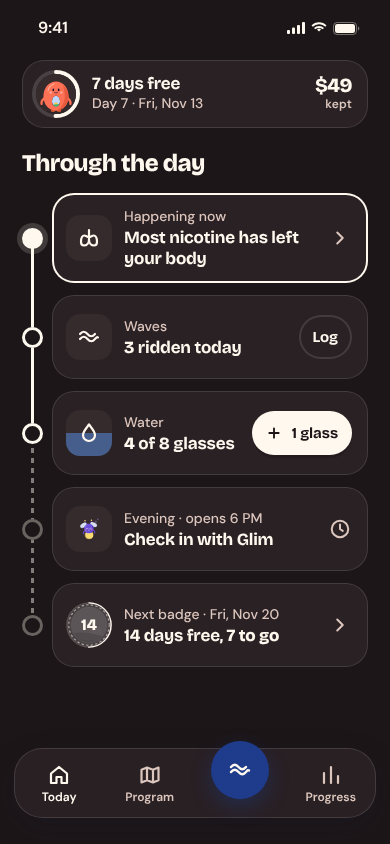 9:41
7 days free
Day 7 · Fri, Nov 13
$49
kept
Through the day
Happening now
Most nicotine has left
your body
Waves
3 ridden today
Log
Water
4 of 8 glasses
+ 1 glass
Evening · opens 6 PM
Check in with Glim
14
Next badge · Fri, Nov 20
14 days free, 7 to go
Today
Program
Progress